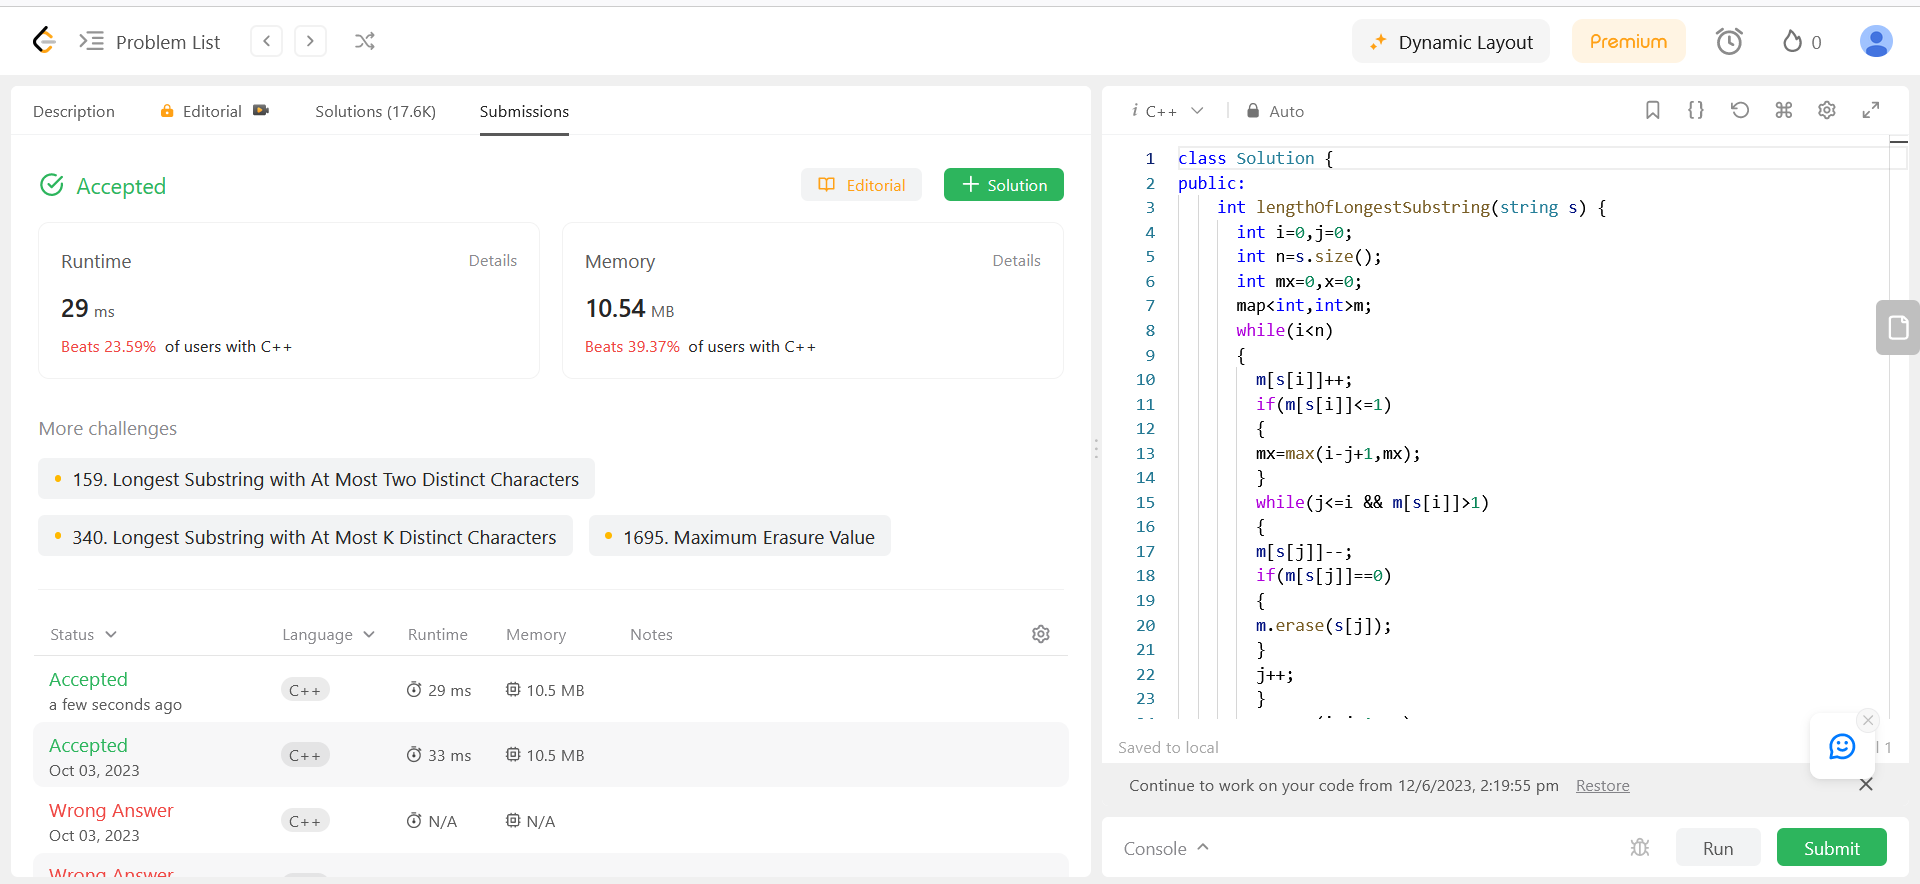 Problem List
Dynamic Layout
Premium
0
Description
Editorial
Solutions (17.6K)
Submissions
Accepted
Editorial
Solution
Runtime
Details
29 ms
Beats 23.59% of users with C++
Memory
Details
10.54 MB
Beats 39.37% of users with C++
More challenges
159. Longest Substring with At Most Two Distinct Characters
340. Longest Substring with At Most K Distinct Characters
1695. Maximum Erasure Value
Status Language Runtime Memory Notes
Accepted
a few seconds ago
C++ 29 ms 10.5 MB
Accepted
Oct 03, 2023
C++ 33 ms 10.5 MB
Wrong Answer
Oct 03, 2023
C++ N/A N/A
Wrong Answer
i C++
Auto
1 class Solution {
2 public:
3 int lengthOfLongestSubstring(string s) {
4 int i=0,j=0;
5 int n=s.size();
6 int mx=0,x=0;
7 map<int,int>m;
8 while(i<n)
9 {
10 m[s[i]]++;
11 if(m[s[i]]<=1)
12 {
13 mx=max(i-j+1,mx);
14 }
15 while(j<=i && m[s[i]]>1)
16 {
17 m[s[j]]--;
18 if(m[s[j]]==0)
19 {
20 m.erase(s[j]);
21 }
22 j++;
23 }
Saved to local
1
Continue to work on your code from 12/6/2023, 2:19:55 pm Restore
Console
Run
Submit